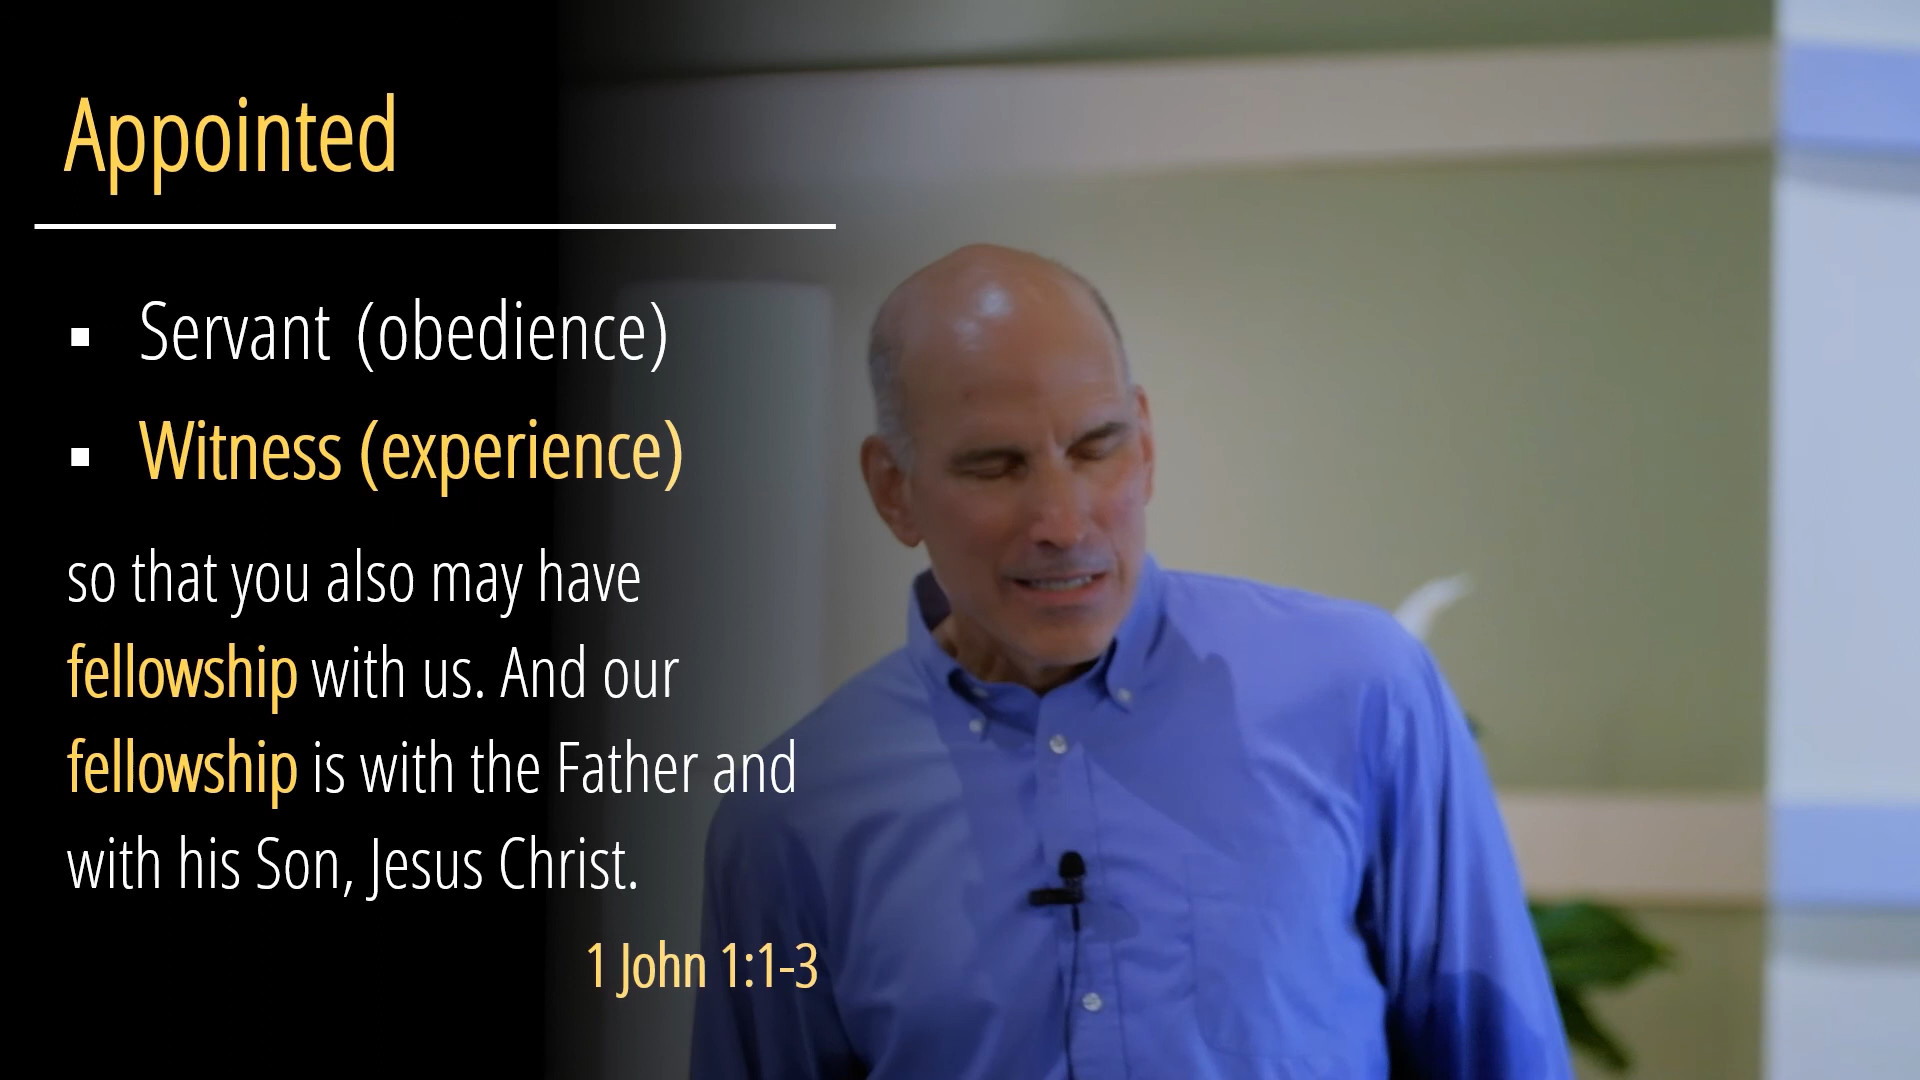 Appointed
▪ Servant (obedience)
▪ Witness (experience)
so that you also may have
fellowship with us. And our
fellowship is with the Father and
with his Son, Jesus Christ.
1 John 1:1-3